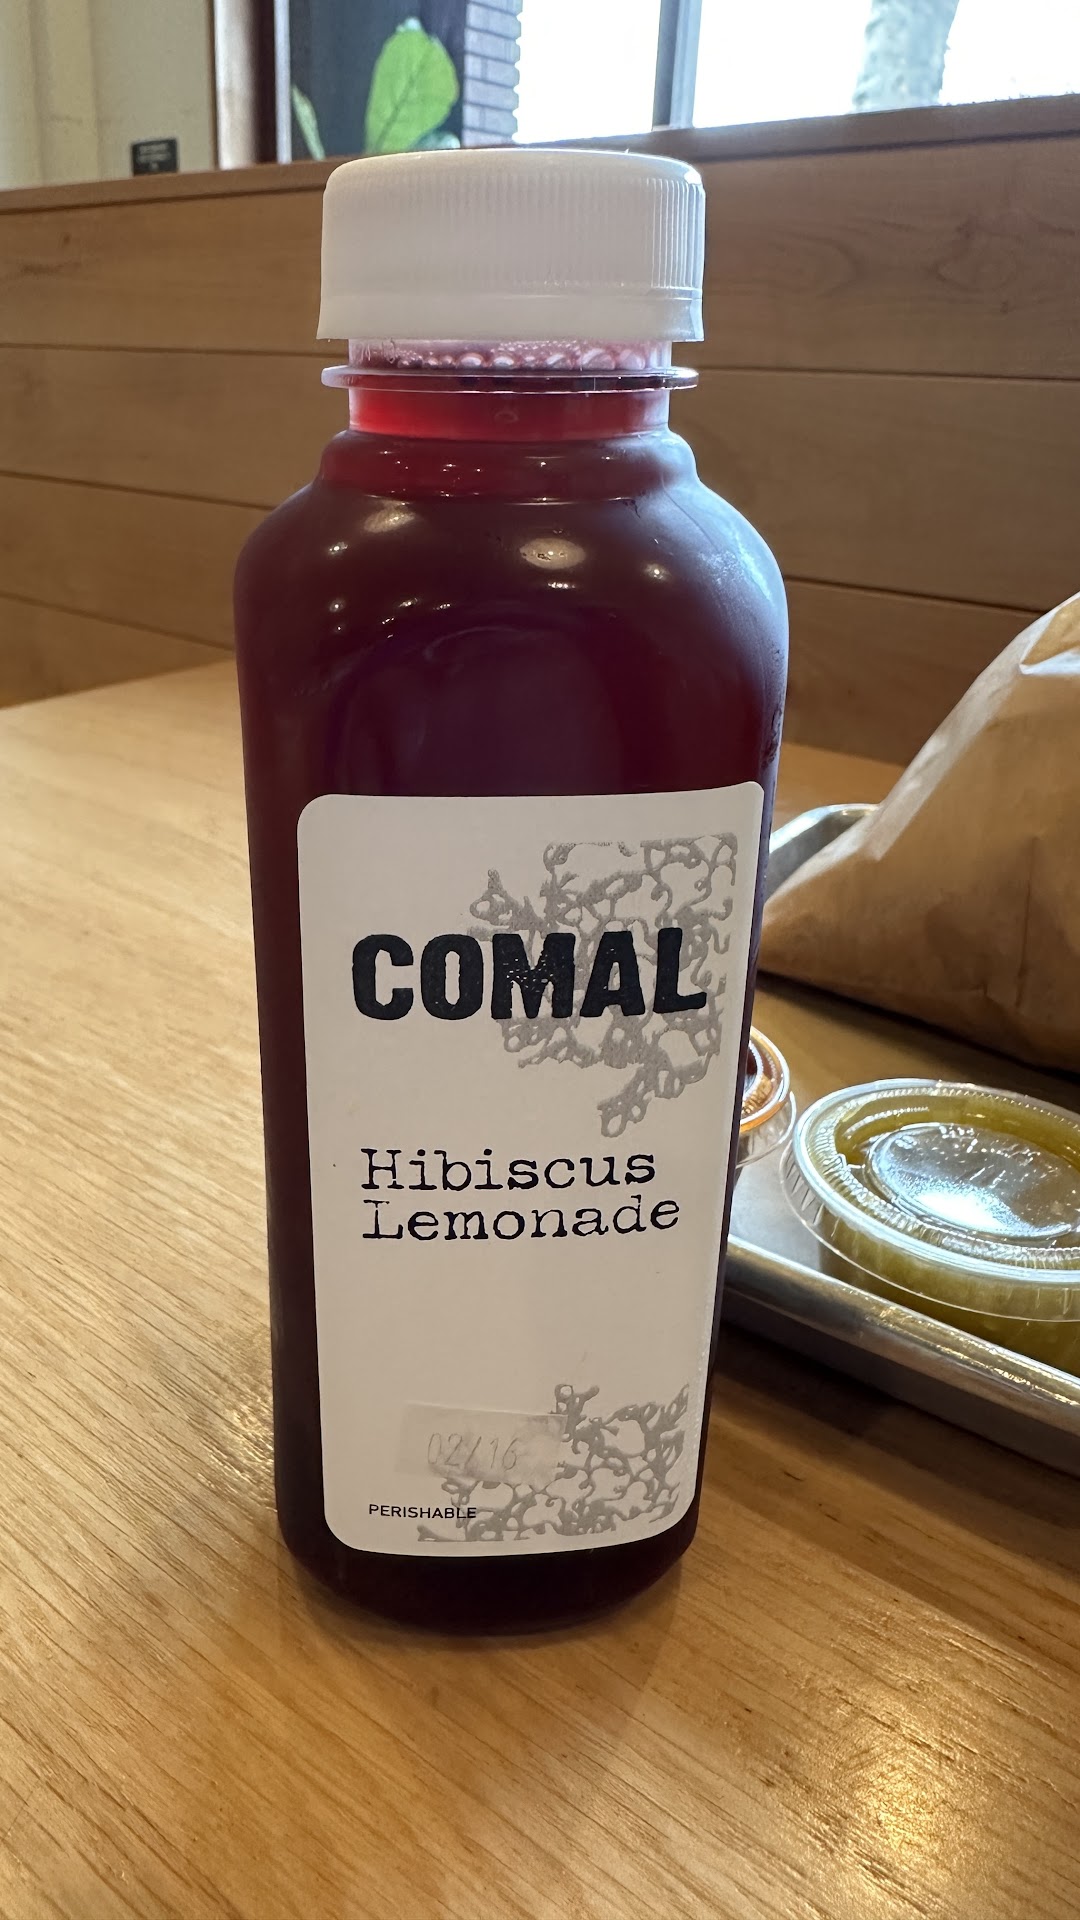 COMAL
Hibiscus
Lemonade
02/16
PERISHABLE